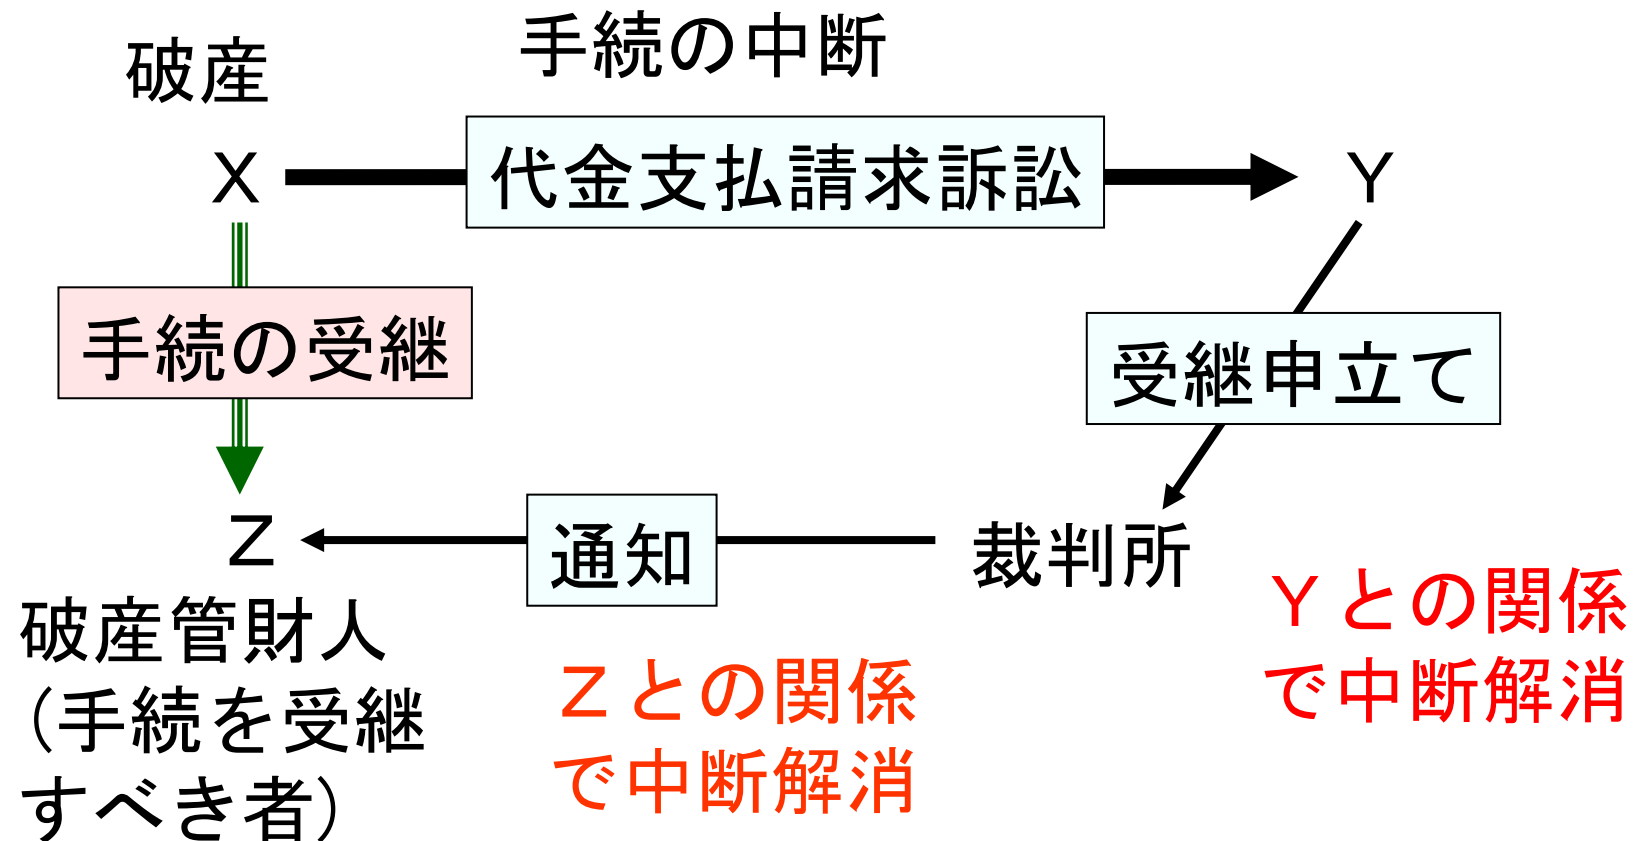 手続の中断
破産
Ｘ
代金支払請求訴訟
Ｙ
手続の受継
受継申立て
Ｚ
通知
裁判所
破産管財人
（手続を受継
すべき者）
Ｚとの関係
で中断解消
Ｙとの関係
で中断解消